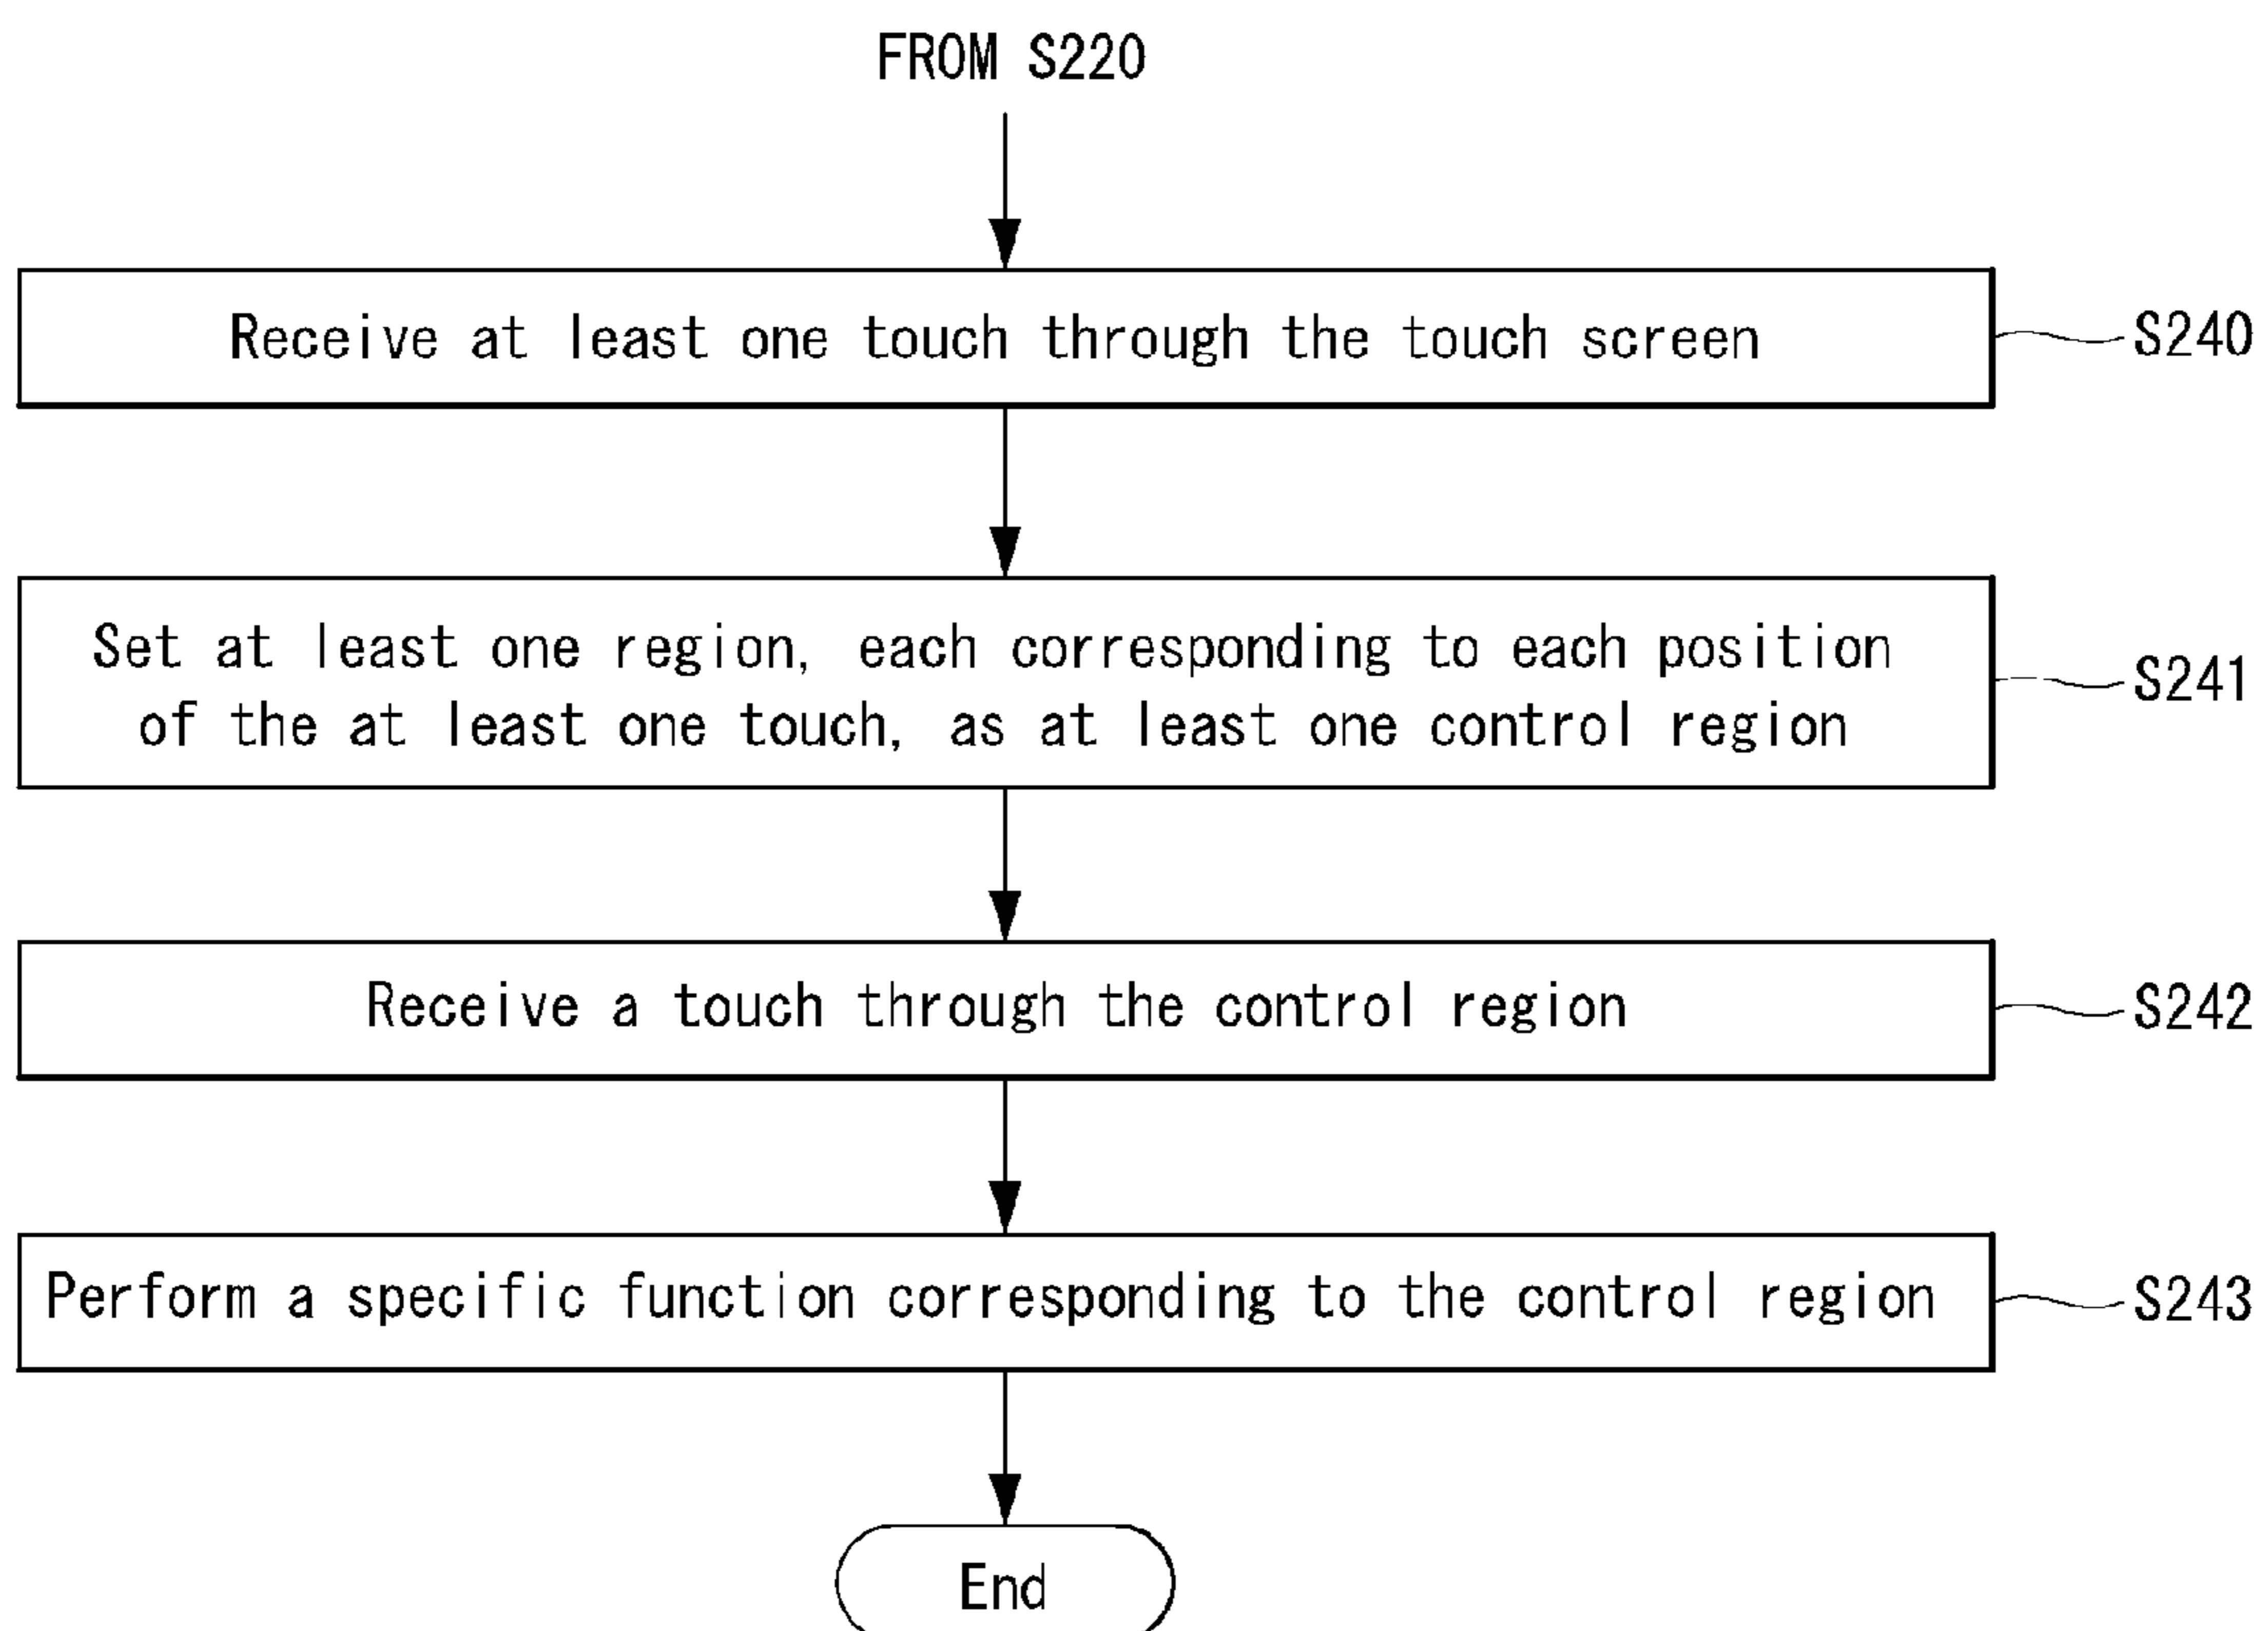 FROM S220
Receive at least one touch through the touch screen
S240
Set at least one region, each corresponding to each position
of the at least one touch, as at least one control region
S241
Receive a touch through the control region
S242
Perform a specific function corresponding to the control region
S243
End